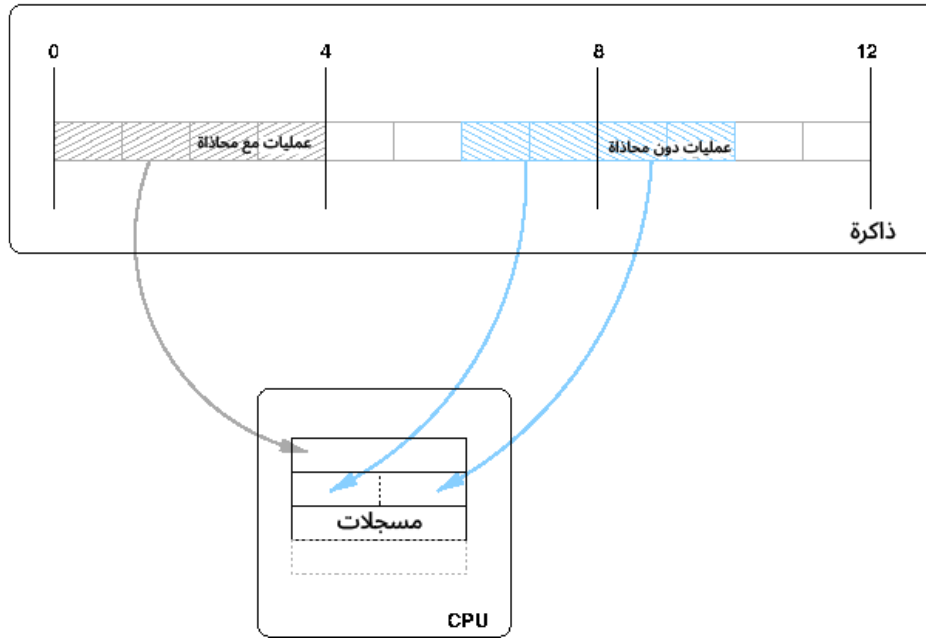 0 4 8 12
عمليات مع محاذاة
عمليات دون محاذاة
ذاكرة
مسجلات
CPU